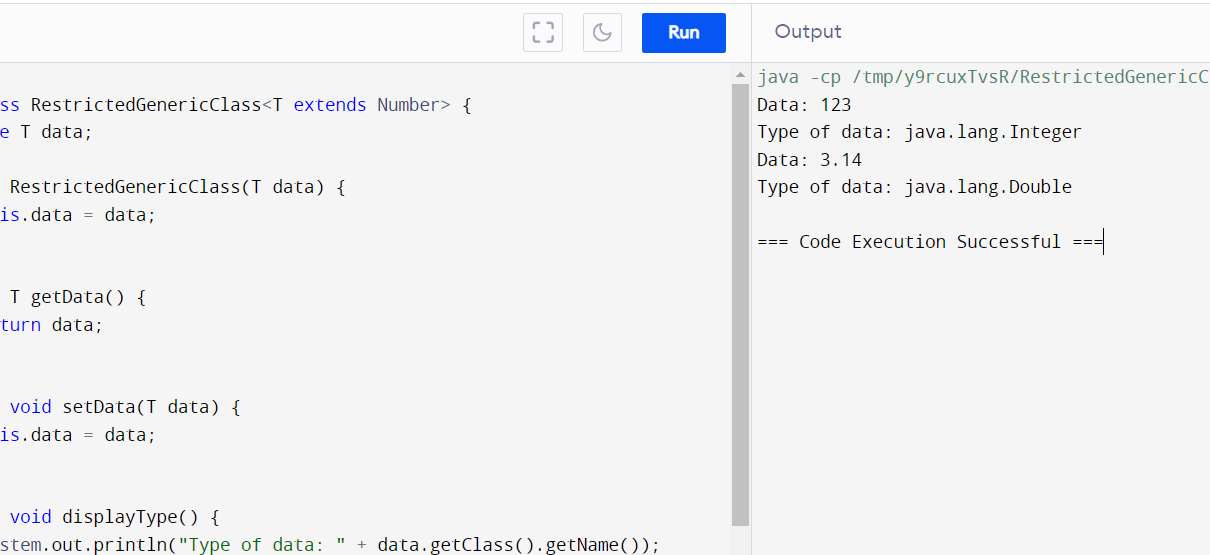 Run
Output
ss RestrictedGenericClass<T extends Number> {
e T data;
RestrictedGenericClass(T data) {
is.data = data;
T getData() {
turn data;
void setData(T data) {
is.data = data;
void displayType() {
stem.out.println("Type of data: " + data.getClass().getName());
java -cp /tmp/y9rcuxTvsR/RestrictedGenericC
Data: 123
Type of data: java.lang.Integer
Data: 3.14
Type of data: java.lang.Double
=== Code Execution Successful ===